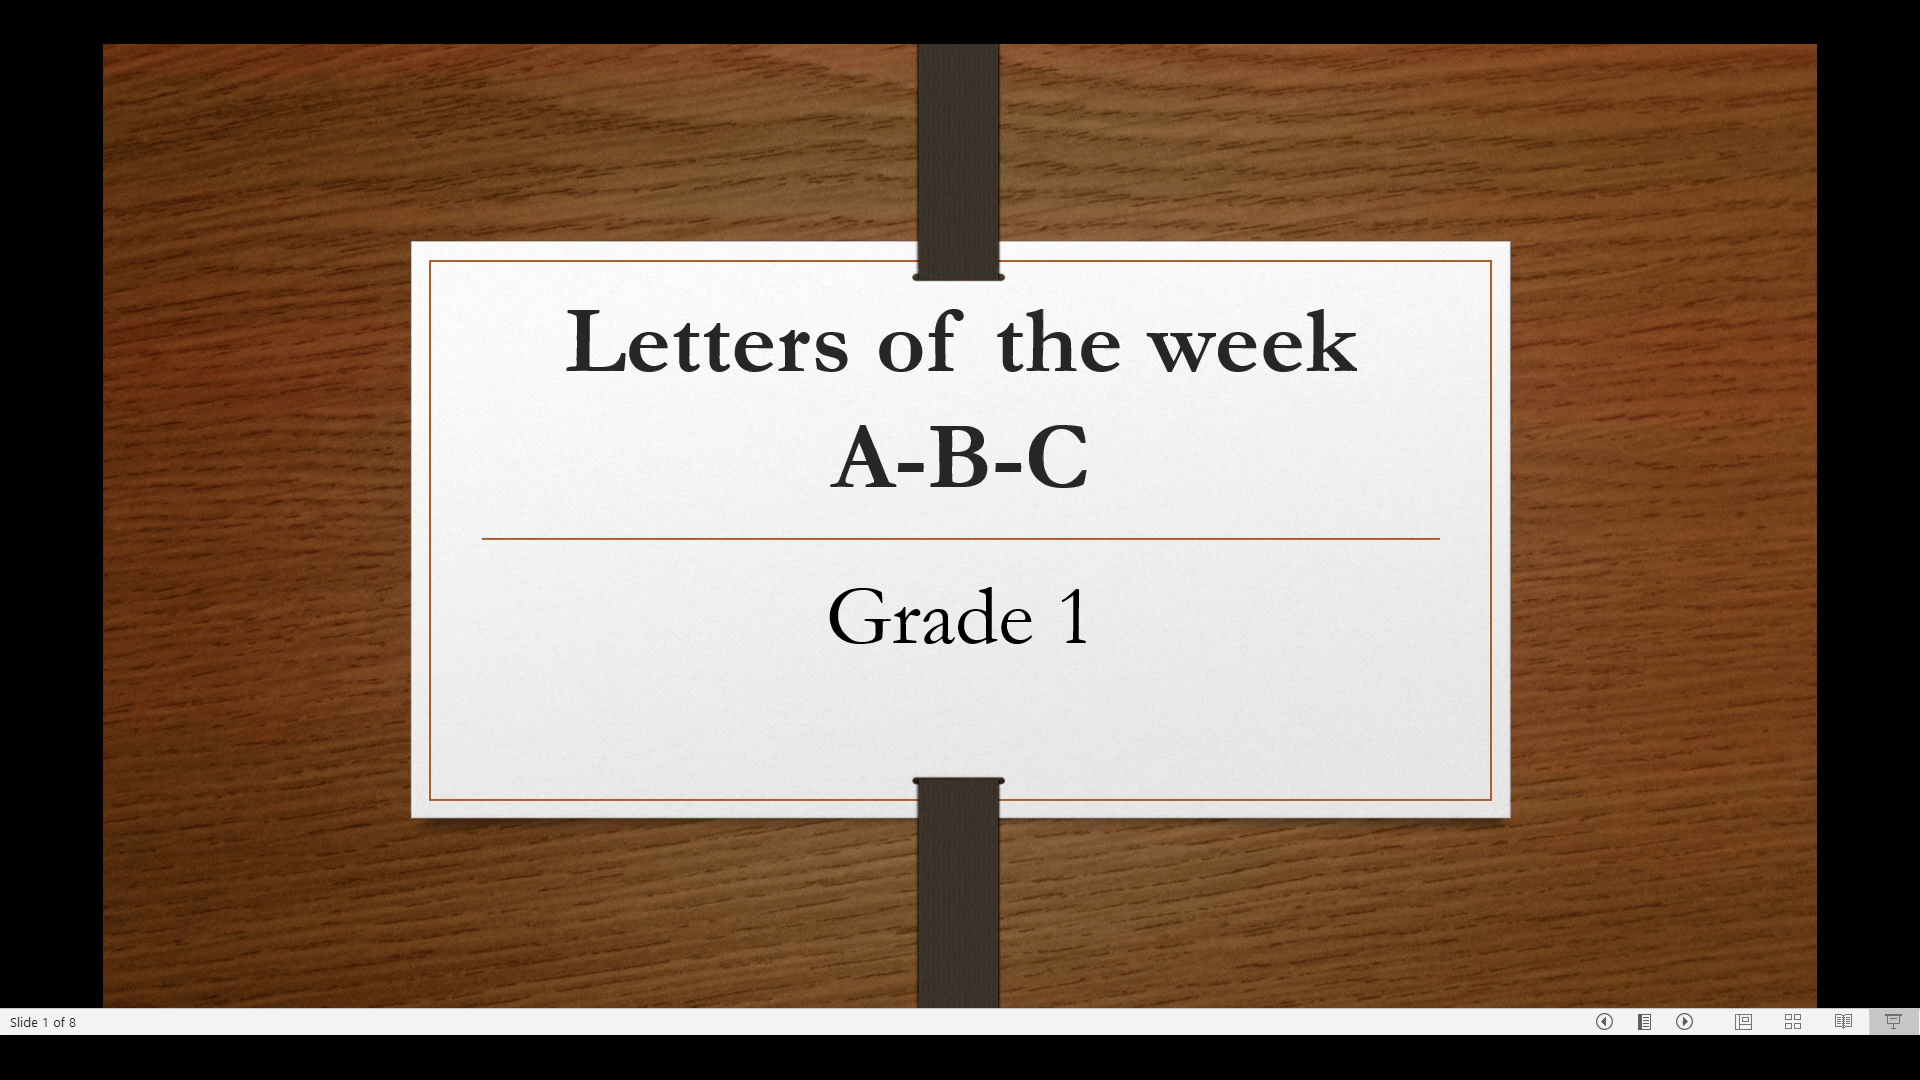 Letters of the week
A-B-C
Grade 1
Slide 1 of 8